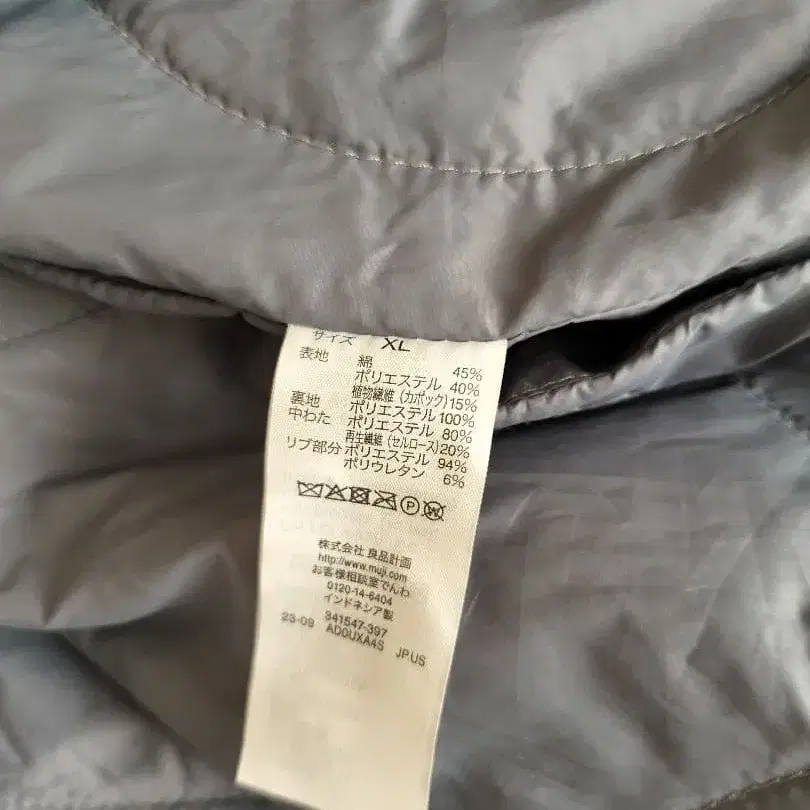 サイズ XL
表地 綿 45%
ポリエステル 40%
植物繊維（カポック）15%
裏地 ポリエステル 100%
中わた ポリエステル 80%
再生繊維（セルロース）20%
リブ部分 ポリエステル 94%
ポリウレタン 6%
P W
株式会社 良品計画
http://www.muji.com
お客様相談室でんわ
0120-14-6404
インドネシア製
23-09 341547-397
AD0UXA4S JP.US